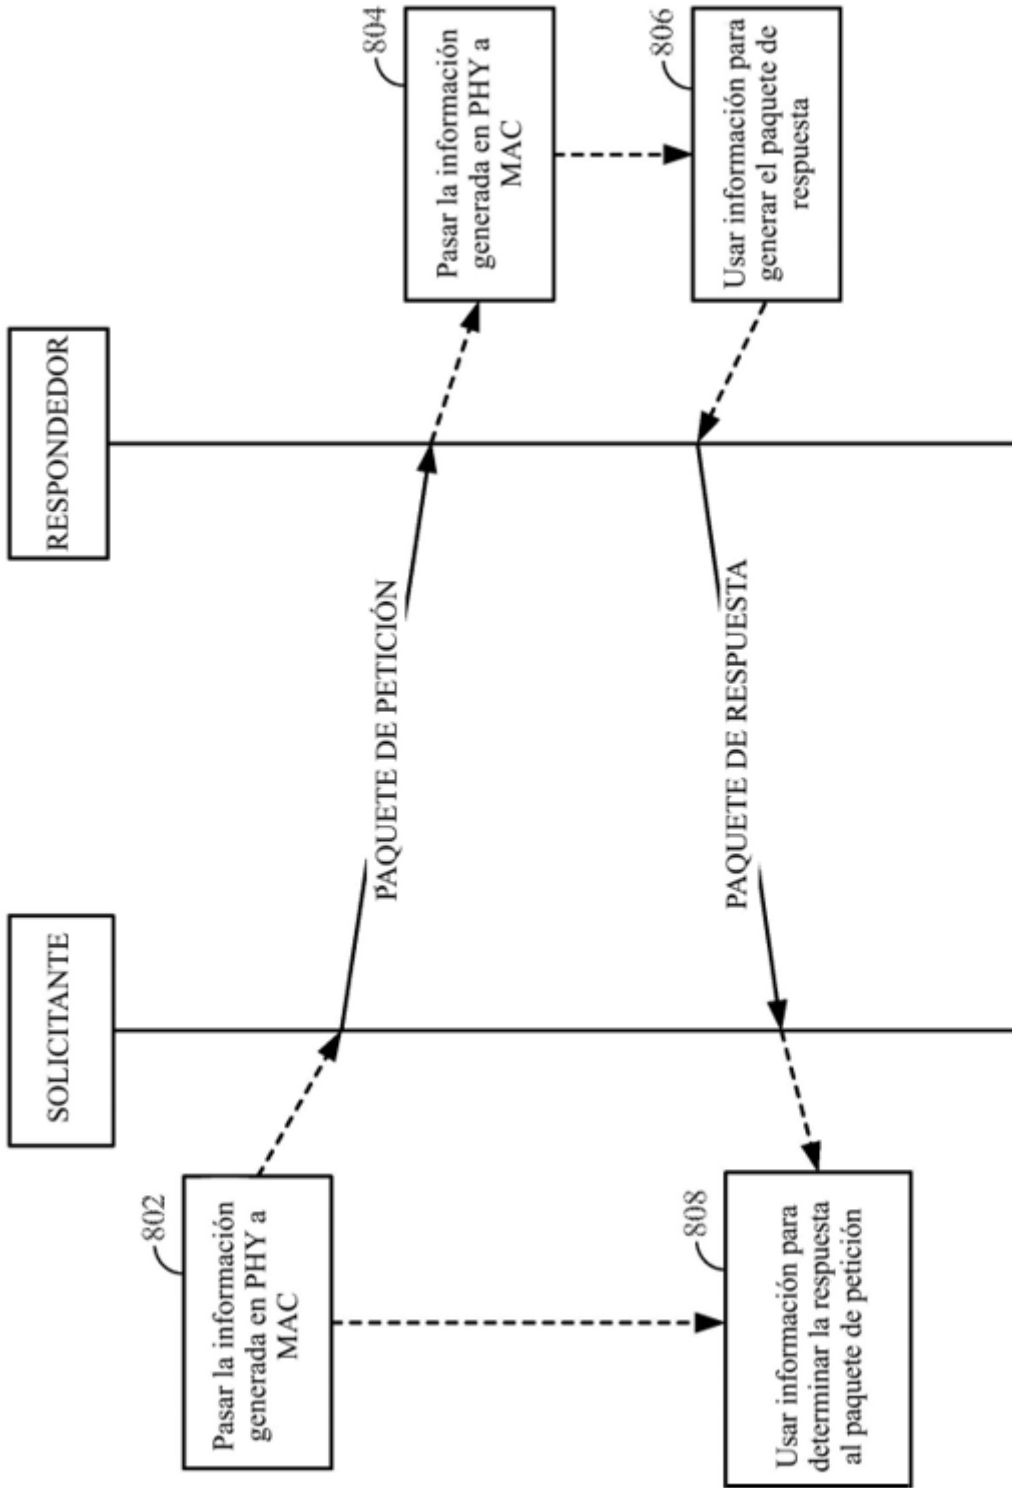 SOLICITANTE
RESPONDEDOR
802
Pasar la información
generada en PHY a
MAC
PAQUETE DE PETICIÓN
804
Pasar la información
generada en PHY a
MAC
806
Usar información para
generar el paquete de
respuesta
PAQUETE DE RESPUESTA
808
Usar información para
determinar la respuesta
al paquete de petición